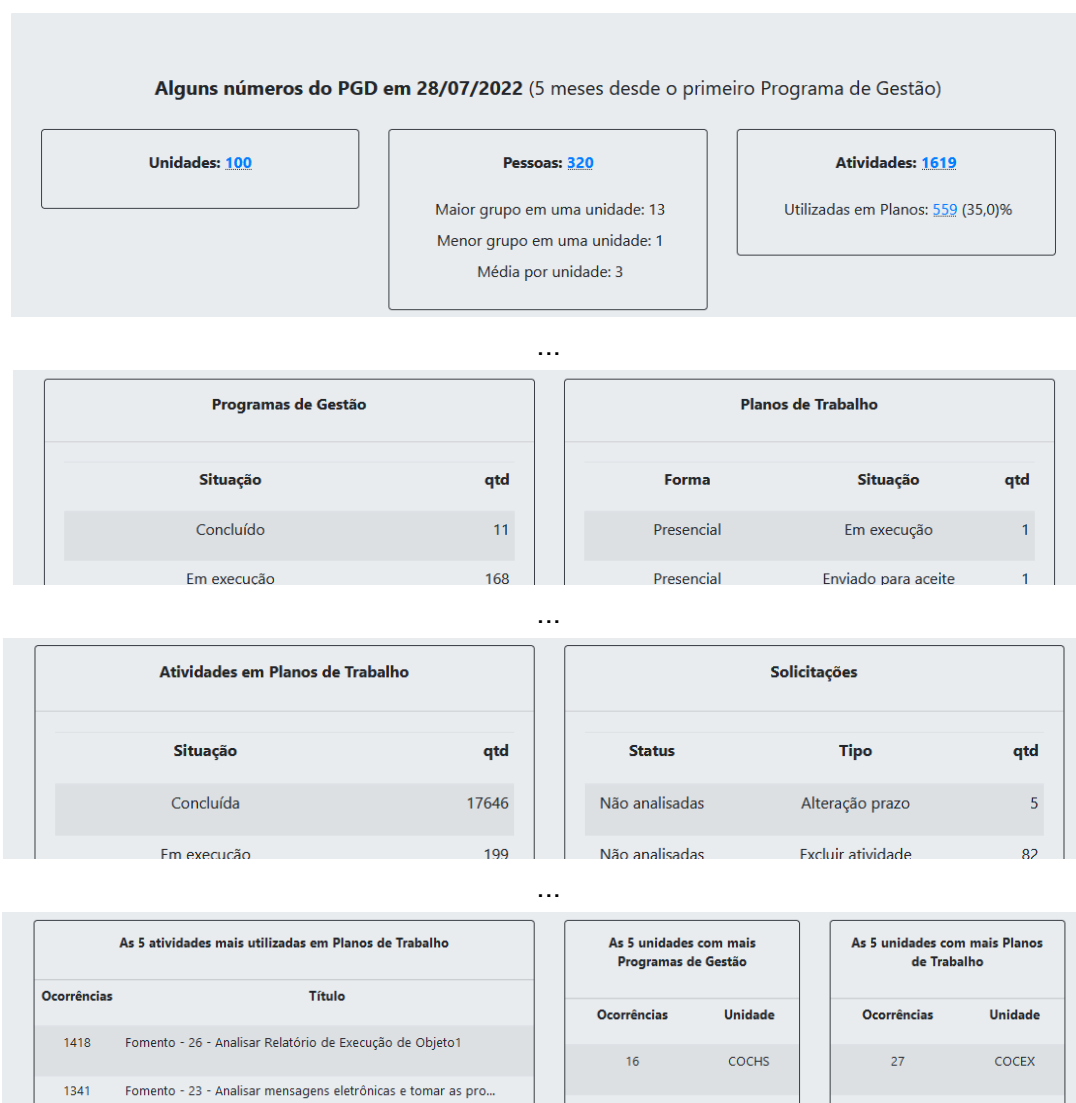 Alguns números do PGD em 28/07/2022 (5 meses desde o primeiro Programa de Gestão)
Unidades: 100
Pessoas: 320
Maior grupo em uma unidade: 13
Menor grupo em uma unidade: 1
Média por unidade: 3
Atividades: 1619
Utilizadas em Planos: 559 (35,0)%
...
Programas de Gestão
Situação qtd
Concluído 11
Em execução 168
Planos de Trabalho
Forma Situação qtd
Presencial Em execução 1
Presencial Enviado para aceite 1
...
Atividades em Planos de Trabalho
Situação qtd
Concluída 17646
Em execução 199
Solicitações
Status Tipo qtd
Não analisadas Alteração prazo 5
Não analisadas Excluir atividade 82
...
As 5 atividades mais utilizadas em Planos de Trabalho
Ocorrências Título
1418 Fomento - 26 - Analisar Relatório de Execução de Objeto1
1341 Fomento - 23 - Analisar mensagens eletrônicas e tomar as pro...
As 5 unidades com mais
Programas de Gestão
Ocorrências Unidade
16 COCHS
As 5 unidades com mais Planos
de Trabalho
Ocorrências Unidade
27 COCEX